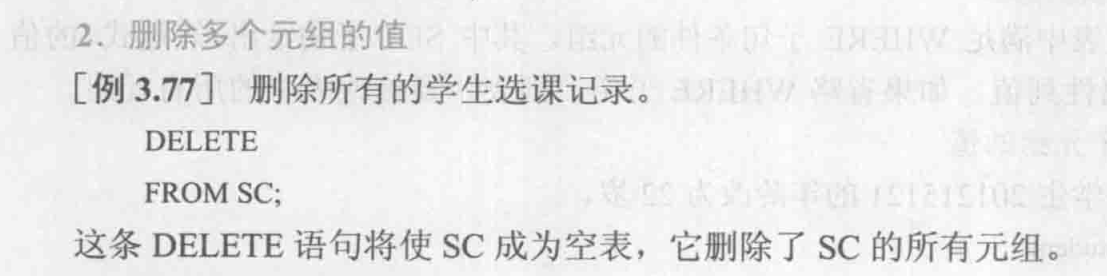 2. 删除多个元组的值
[例 3.77] 删除所有的学生选课记录。
DELETE
FROM SC;
这条 DELETE 语句将使 SC 成为空表，它删除了 SC 的所有元组。